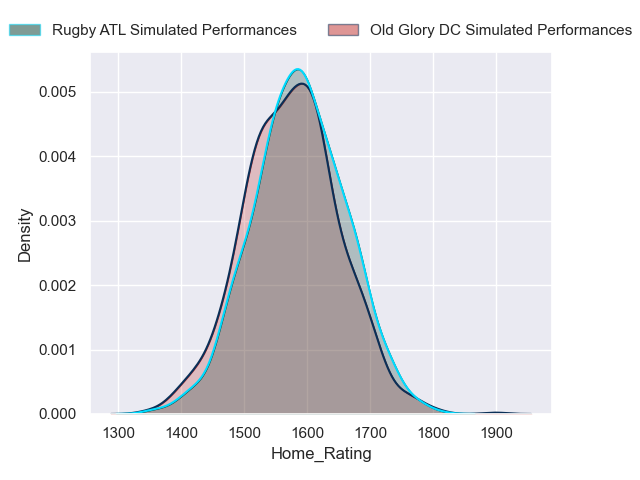 Rugby ATL Simulated Performances
Old Glory DC Simulated Performances
0.005
0.004
0.003
0.002
0.001
0.000
Density
1300 1400 1500 1600 1700 1800 1900
Home_Rating